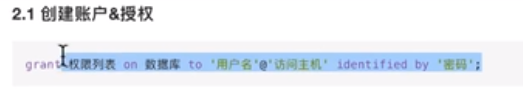 2.1 创建账户&授权
grant 权限列表 on 数据库 to '用户名'@'访问主机' identified by '密码';